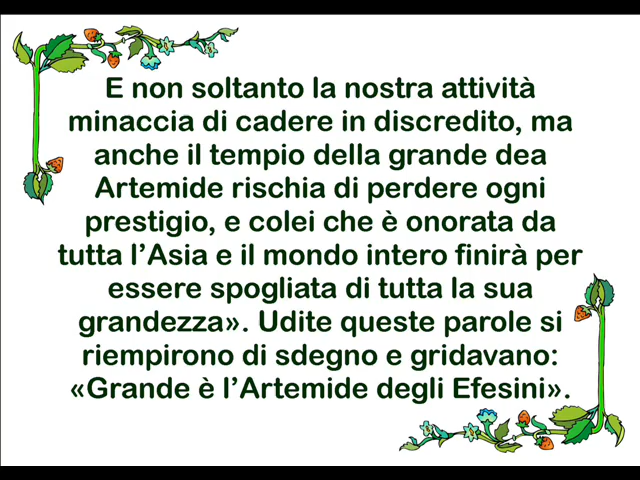 E non soltanto la nostra attività
minaccia di cadere in discredito, ma
anche il tempio della grande dea
Artemide rischia di perdere ogni
prestigio, e colei che è onorata da
tutta l’Asia e il mondo intero finirà per
essere spogliata di tutta la sua
grandezza». Udite queste parole si
riempirono di sdegno e gridavano:
«Grande è l’Artemide degli Efesini».